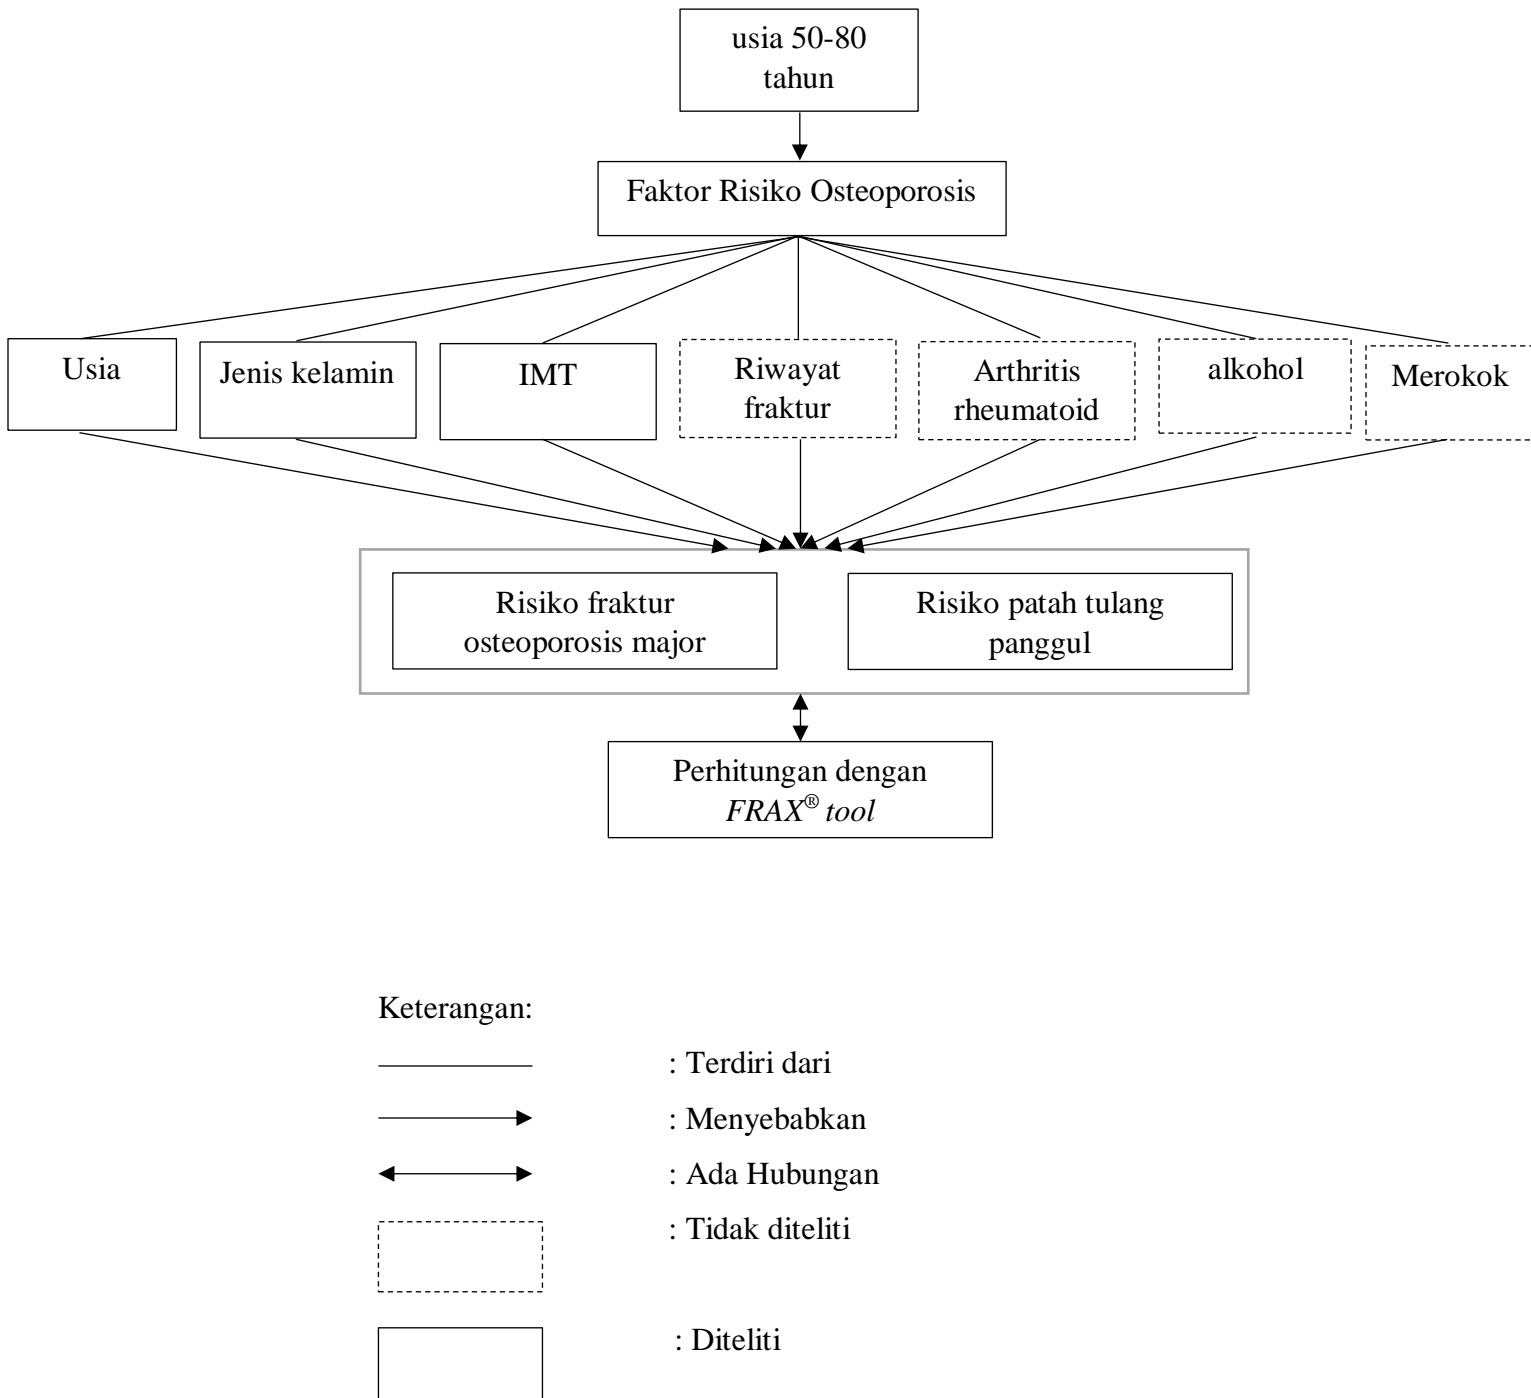 usia 50-80
tahun
Faktor Risiko Osteoporosis
Usia
Jenis kelamin
IMT
Riwayat
fraktur
Arthritis
rheumatoid
alkohol
Merokok
Risiko fraktur
osteoporosis major
Risiko patah tulang
panggul
Perhitungan dengan
FRAX® tool
Keterangan:
: Terdiri dari
: Menyebabkan
: Ada Hubungan
: Tidak diteliti
: Diteliti